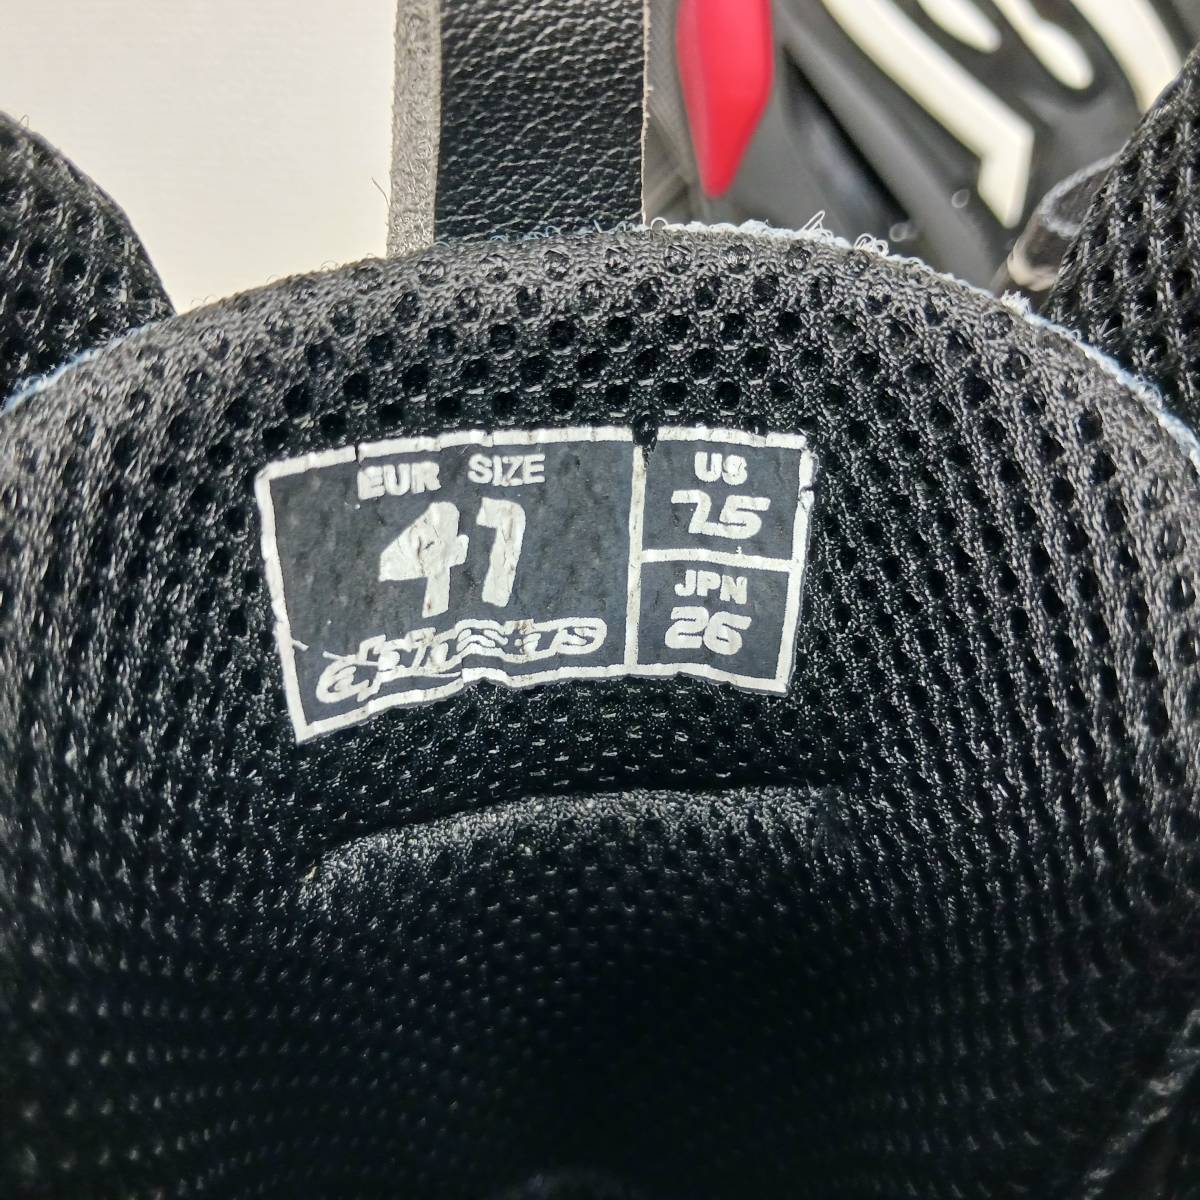 EUR SIZE
41
alpinestars
US
7.5
JPN
26